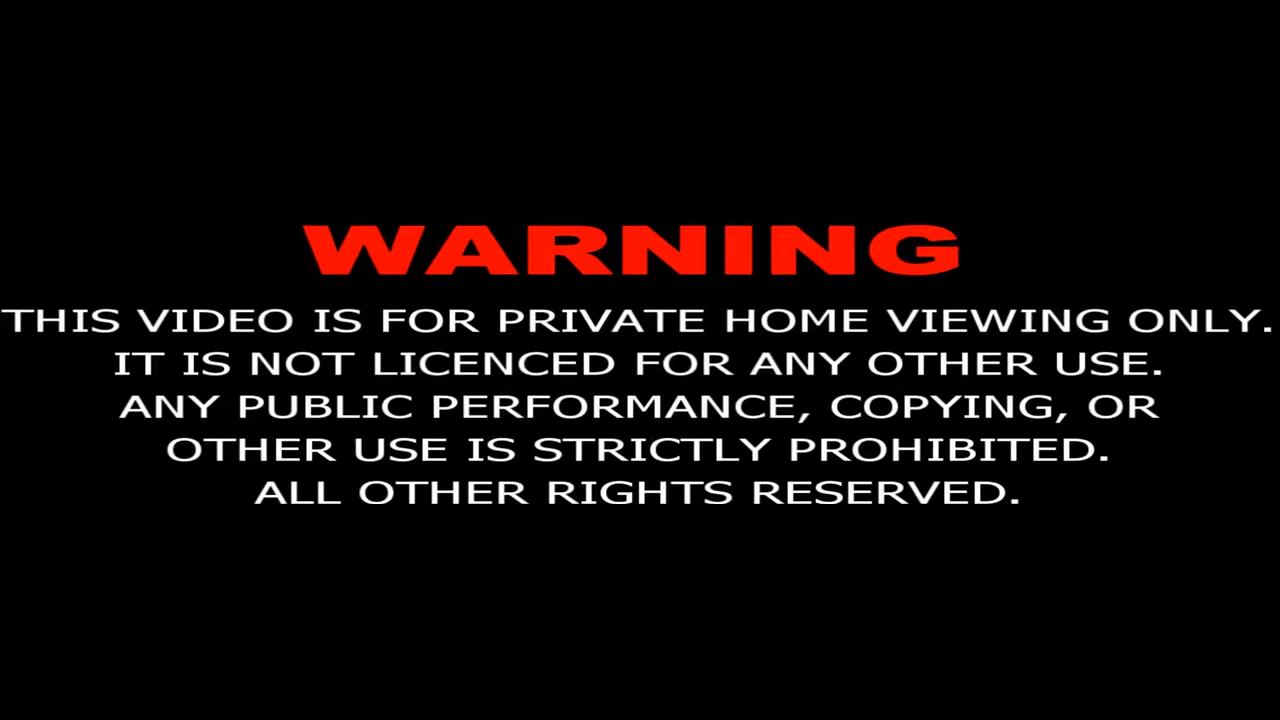 WARNING
THIS VIDEO IS FOR PRIVATE HOME VIEWING ONLY.
IT IS NOT LICENCED FOR ANY OTHER USE.
ANY PUBLIC PERFORMANCE, COPYING, OR
OTHER USE IS STRICTLY PROHIBITED.
ALL OTHER RIGHTS RESERVED.